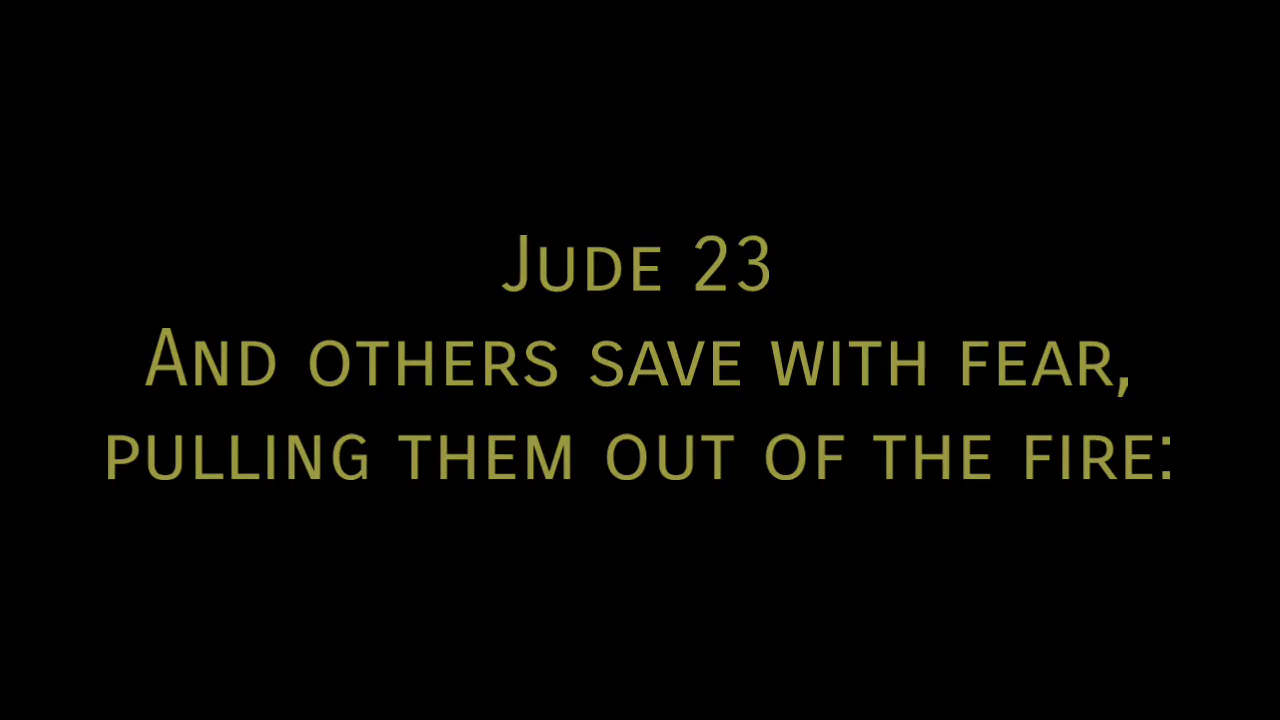 Jude 23
And others save with fear,
pulling them out of the fire: